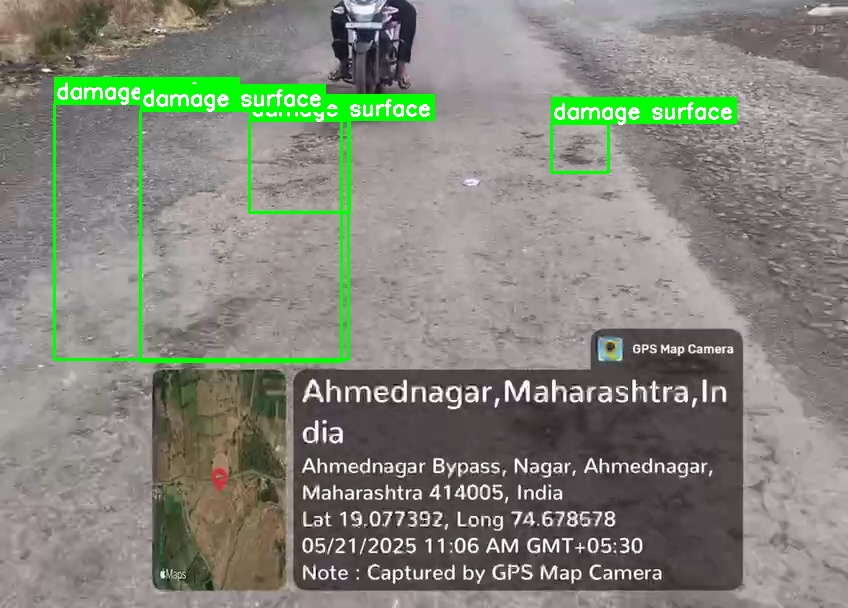 damage
damage surface
damage surface
damage surface
GPS Map Camera
Ahmednagar,Maharashtra,In
dia
Ahmednagar Bypass, Nagar, Ahmednagar,
Maharashtra 414005, India
Lat 19.077392, Long 74.678678
05/21/2025 11:06 AM GMT+05:30
Note : Captured by GPS Map Camera
Maps